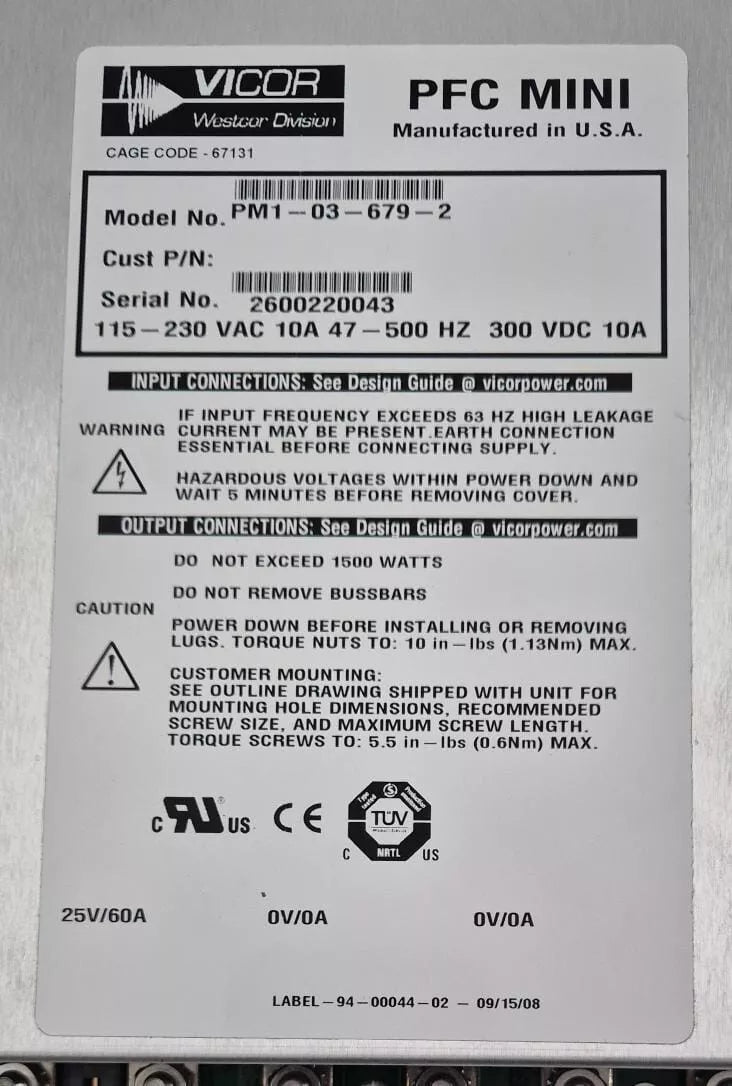 VICOR
Westcor Division
PFC MINI
Manufactured in U.S.A.
CAGE CODE - 67131
Model No. PM1-03-679-2
Cust P/N:
Serial No. 2600220043
115-230 VAC 10A 47-500 HZ 300 VDC 10A
INPUT CONNECTIONS: See Design Guide @ vicorpower.com
WARNING
IF INPUT FREQUENCY EXCEEDS 63 HZ HIGH LEAKAGE
CURRENT MAY BE PRESENT.EARTH CONNECTION
ESSENTIAL BEFORE CONNECTING SUPPLY.
HAZARDOUS VOLTAGES WITHIN POWER DOWN AND
WAIT 5 MINUTES BEFORE REMOVING COVER.
OUTPUT CONNECTIONS: See Design Guide @ vicorpower.com
DO NOT EXCEED 1500 WATTS
DO NOT REMOVE BUSSBARS
CAUTION
POWER DOWN BEFORE INSTALLING OR REMOVING
LUGS. TORQUE NUTS TO: 10 in-lbs (1.13Nm) MAX.
CUSTOMER MOUNTING:
SEE OUTLINE DRAWING SHIPPED WITH UNIT FOR
MOUNTING HOLE DIMENSIONS, RECOMMENDED
SCREW SIZE, AND MAXIMUM SCREW LENGTH.
TORQUE SCREWS TO: 5.5 in-lbs (0.6Nm) MAX.
c RU ® US
CE
Type tested
S
Production monitored
TÜV
C NRTL US
25V/60A 0V/0A 0V/0A
LABEL-94-00044-02 - 09/15/08